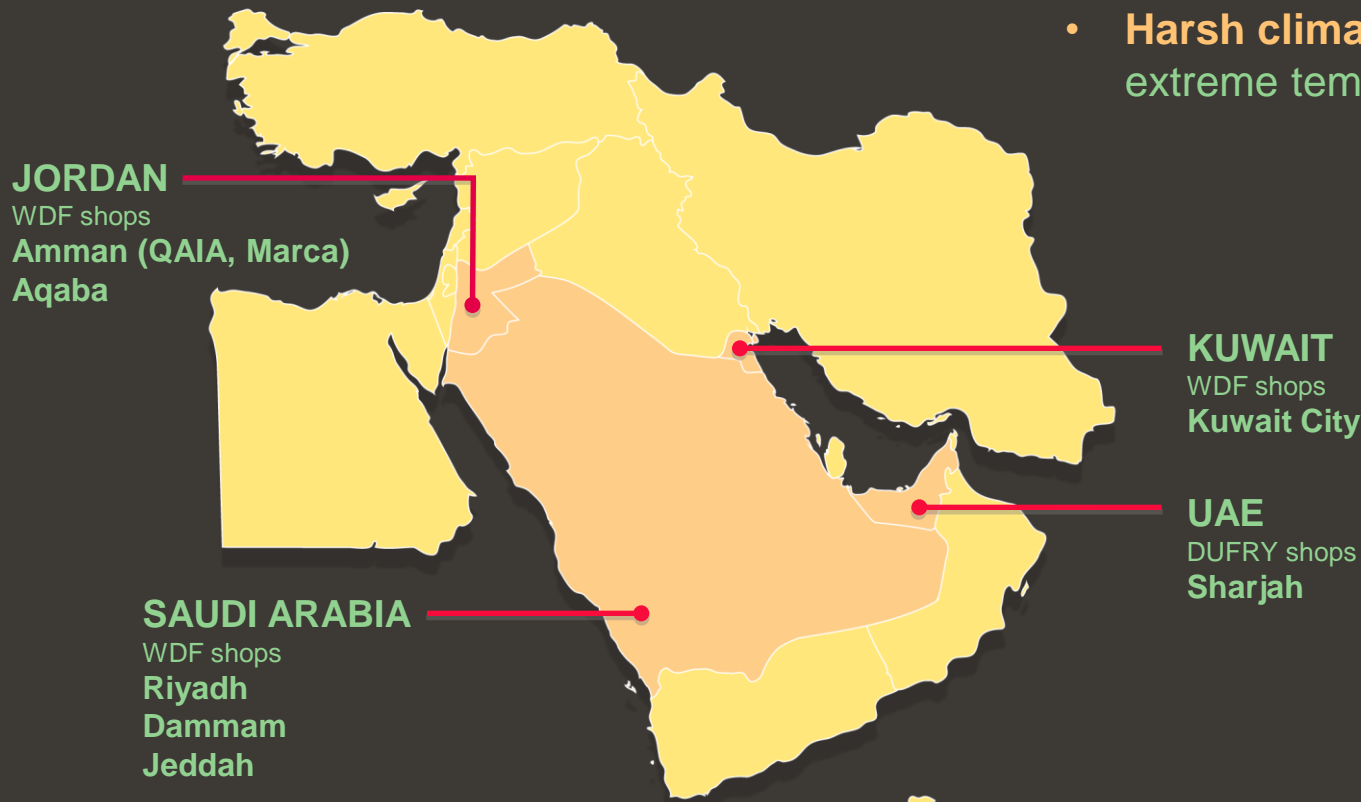 • Harsh clima
extreme tem
JORDAN
WDF shops
Amman (QAIA, Marca)
Aqaba
KUWAIT
WDF shops
Kuwait City
UAE
DUFRY shops
Sharjah
SAUDI ARABIA
WDF shops
Riyadh
Dammam
Jeddah